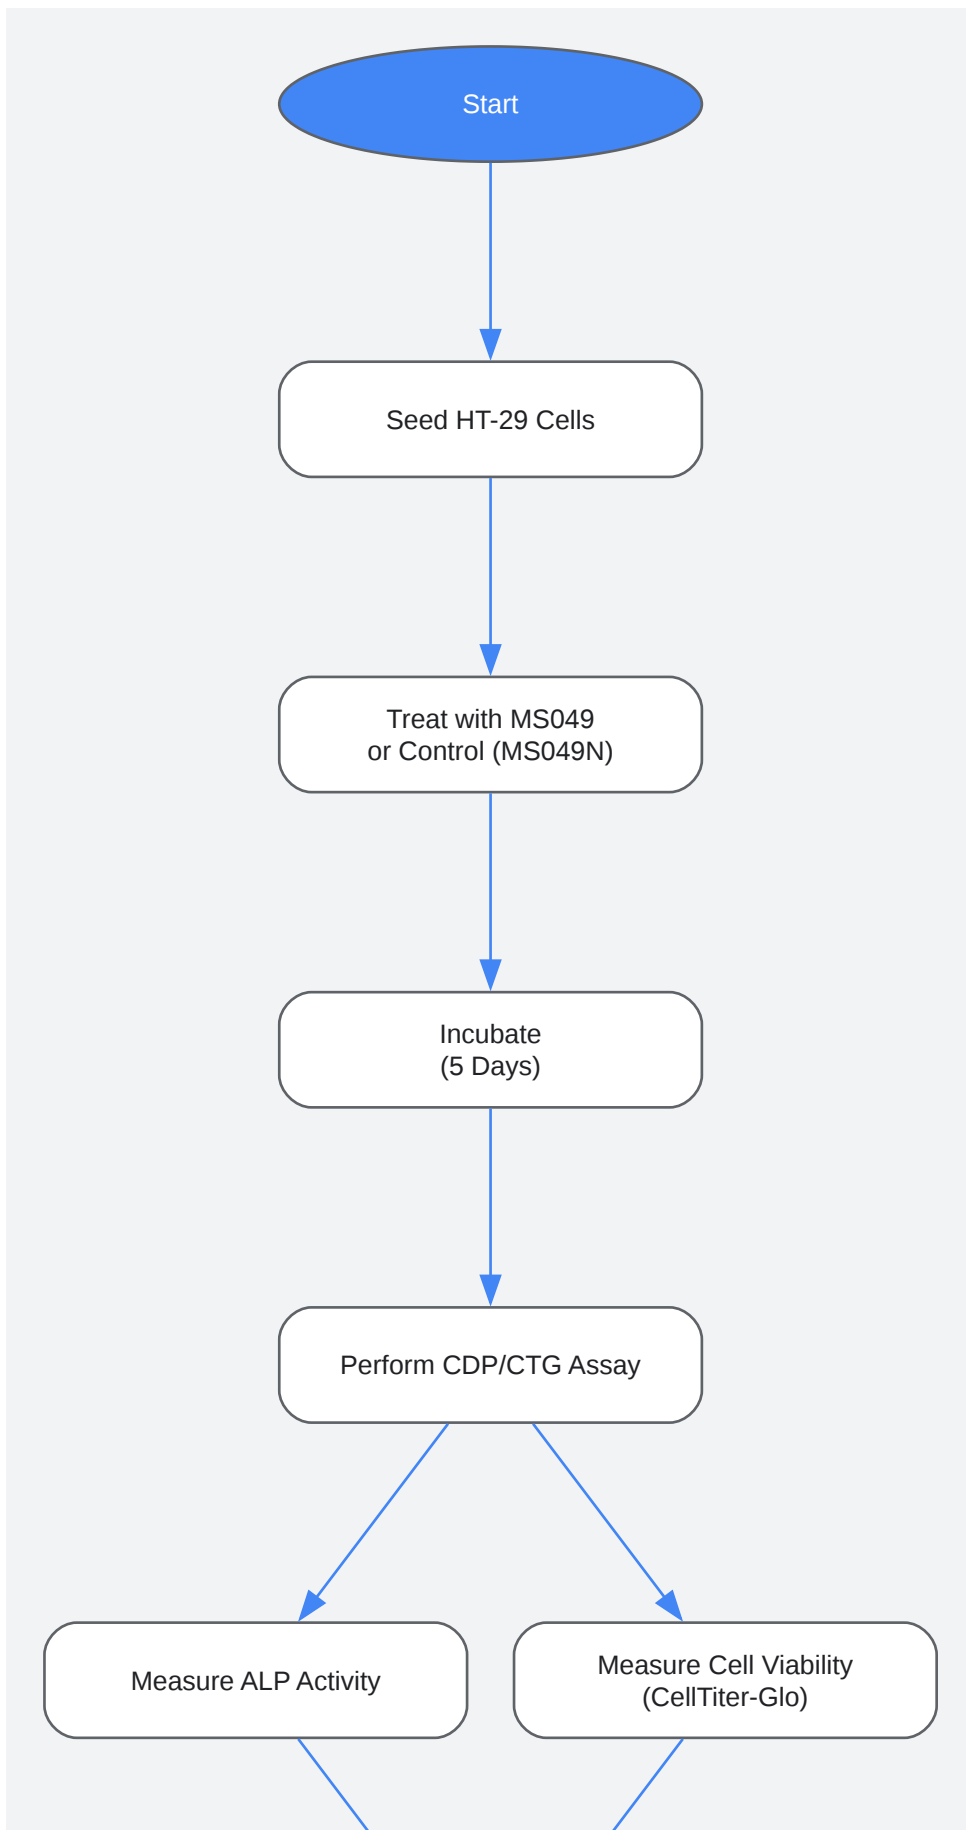 Start
Seed HT-29 Cells
Treat with MS049
or Control (MS049N)
Incubate
(5 Days)
Perform CDP/CTG Assay
Measure ALP Activity
Measure Cell Viability
(CellTiter-Glo)